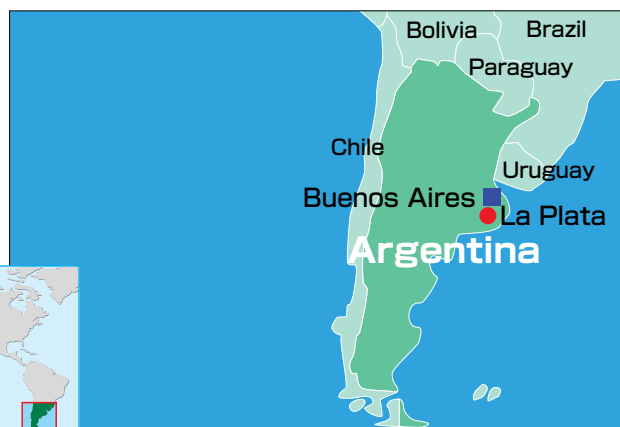 Bolivia
Brazil
Paraguay
Chile
Uruguay
Buenos Aires
La Plata
Argentina